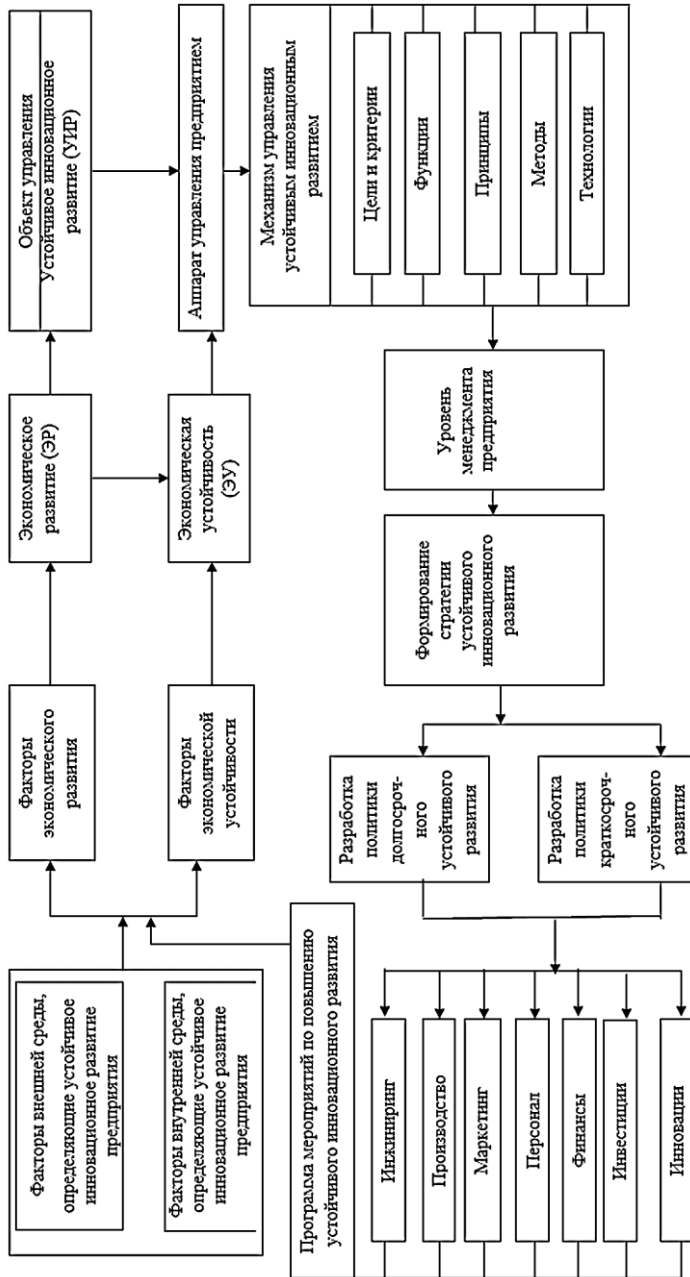 Факторы внешней среды,
определяющие устойчивое
инновационное развитие
предприятия
Факторы внутренней среды,
определяющие устойчивое
инновационное развитие
предприятия
Факторы
экономического
развития
Факторы
экономической
устойчивости
Экономическое
развитие (ЭР)
Экономическая
устойчивость
(ЭУ)
Объект управления
Устойчивое инновационное
развитие (УИР)
Аппарат управления предприятием
Механизм управления
устойчивым инновационным
развитием
Цели и критерии
Функции
Принципы
Методы
Технологии
Уровень
менеджмента
предприятия
Формирование
стратегии
устойчивого
инновационного
развития
Разработка
политики
долгосроч-
ного
устойчивого
развития
Разработка
политики
краткосроч-
ного
устойчивого
развития
Программа мероприятий по повышению
устойчивого инновационного развития
Инжиниринг
Производство
Маркетинг
Персонал
Финансы
Инвестиции
Инновации